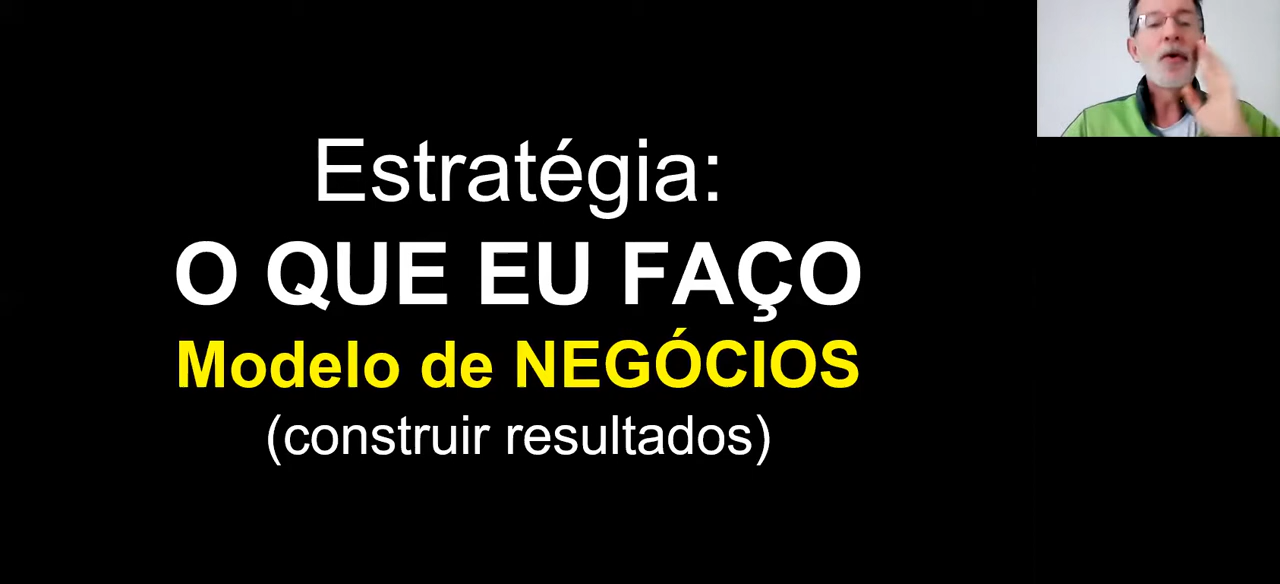 Estratégia:
O QUE EU FAÇO
Modelo de NEGÓCIOS
(construir resultados)